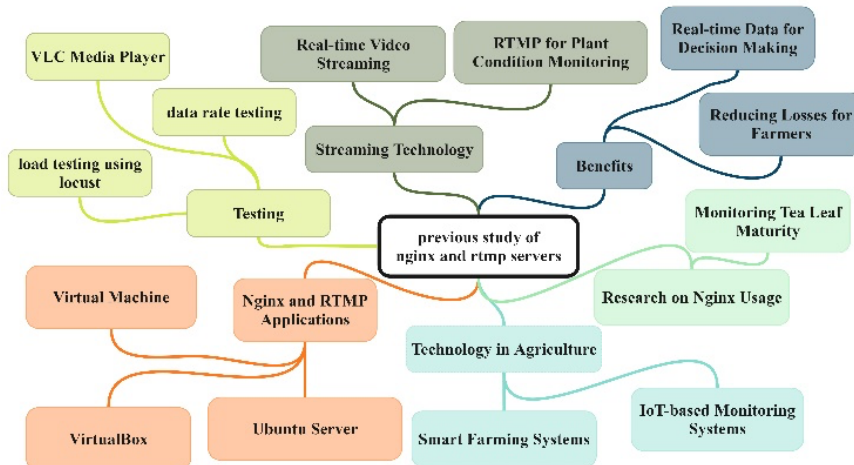 VLC Media Player
data rate testing
load testing using
locust
Testing
Real-time Video
Streaming
RTMP for Plant
Condition Monitoring
Streaming Technology
Real-time Data for
Decision Making
Reducing Losses for
Farmers
Benefits
previous study of
nginx and rtmp servers
Monitoring Tea Leaf
Maturity
Research on Nginx Usage
Nginx and RTMP
Applications
Virtual Machine
VirtualBox
Ubuntu Server
Technology in Agriculture
Smart Farming Systems
IoT-based Monitoring
Systems